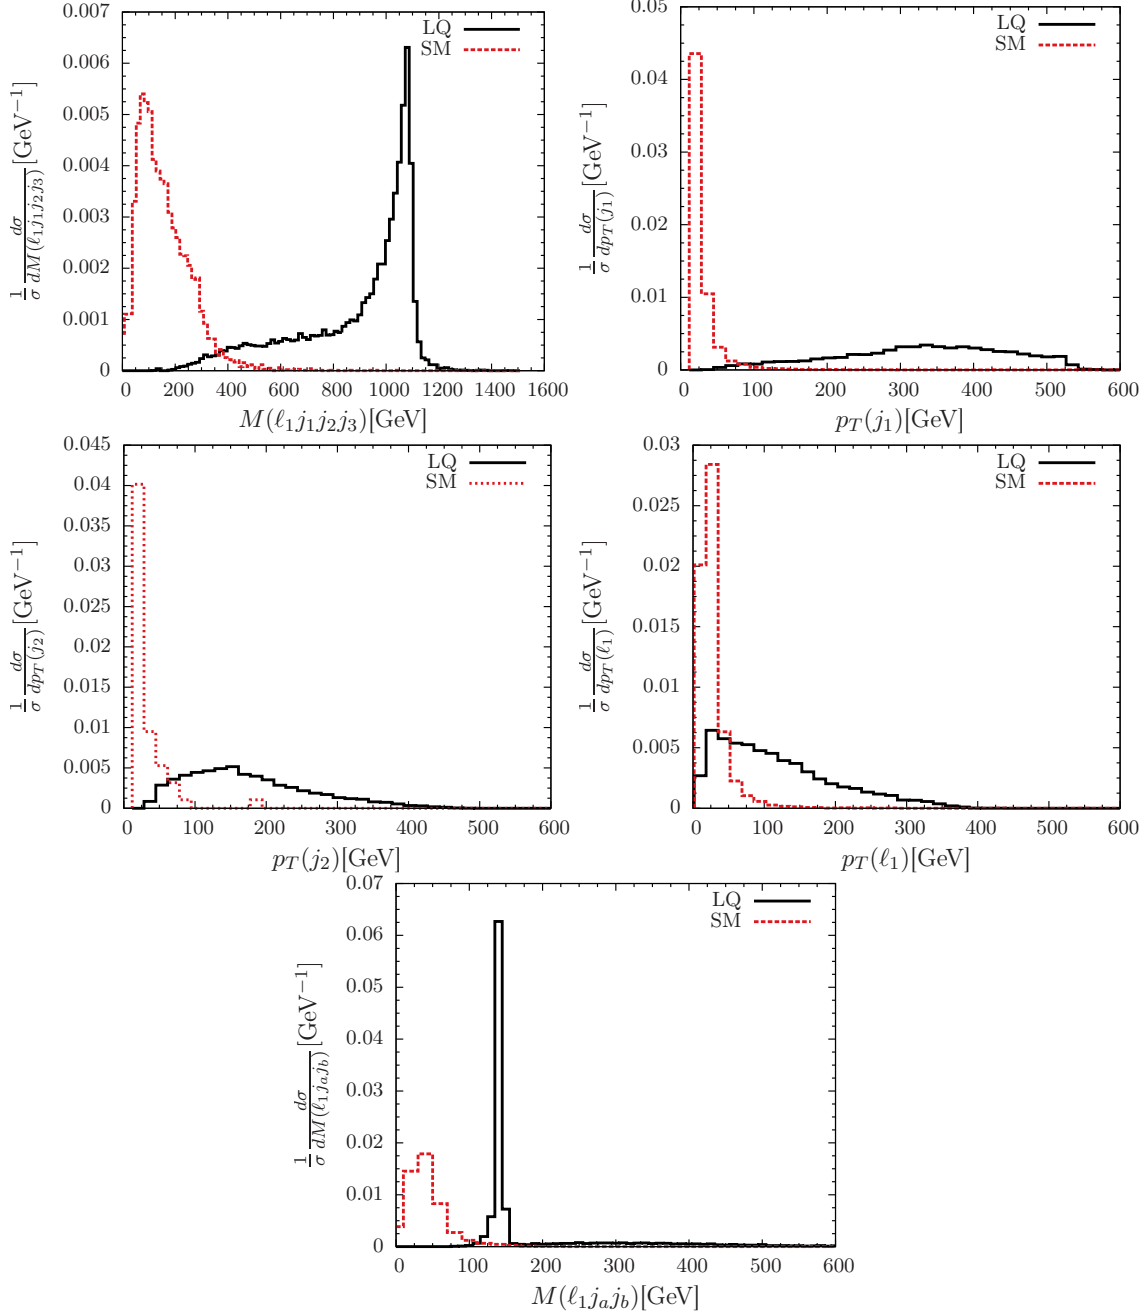 1/σ dσ/dM(ℓ₁j₁j₂j₃)[GeV⁻¹]
0.007
0.006
0.005
0.004
0.003
0.002
0.001
0
LQ
SM
0 200 400 600 800 1000 1200 1400 1600
M(ℓ₁j₁j₂j₃)[GeV]
1/σ dσ/dp_T(j₁)[GeV⁻¹]
0.05
0.04
0.03
0.02
0.01
0
LQ
SM
0 100 200 300 400 500 600
p_T(j₁)[GeV]
1/σ dσ/dp_T(j₂)[GeV⁻¹]
0.045
0.04
0.035
0.03
0.025
0.02
0.015
0.01
0.005
0
LQ
SM
0 100 200 300 400 500 600
p_T(j₂)[GeV]
1/σ dσ/dp_T(ℓ₁)[GeV⁻¹]
0.03
0.025
0.02
0.015
0.01
0.005
0
LQ
SM
0 100 200 300 400 500 600
p_T(ℓ₁)[GeV]
1/σ dσ/dM(ℓ₁j_aj_b)[GeV⁻¹]
0.07
0.06
0.05
0.04
0.03
0.02
0.01
0
LQ
SM
0 100 200 300 400 500 600
M(ℓ₁j_aj_b)[GeV]